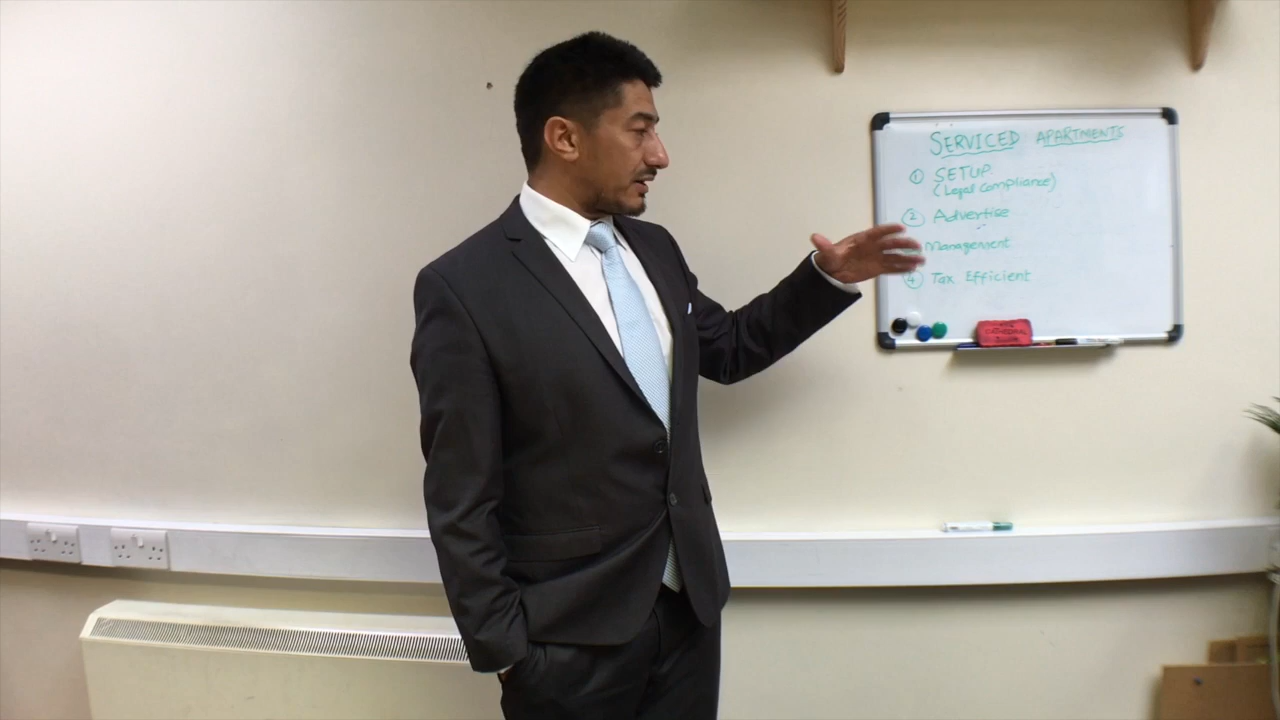 SERVICED APARTMENTS
① SETUP
(Legal Compliance)
② Advertise
Management
④ Tax Efficient